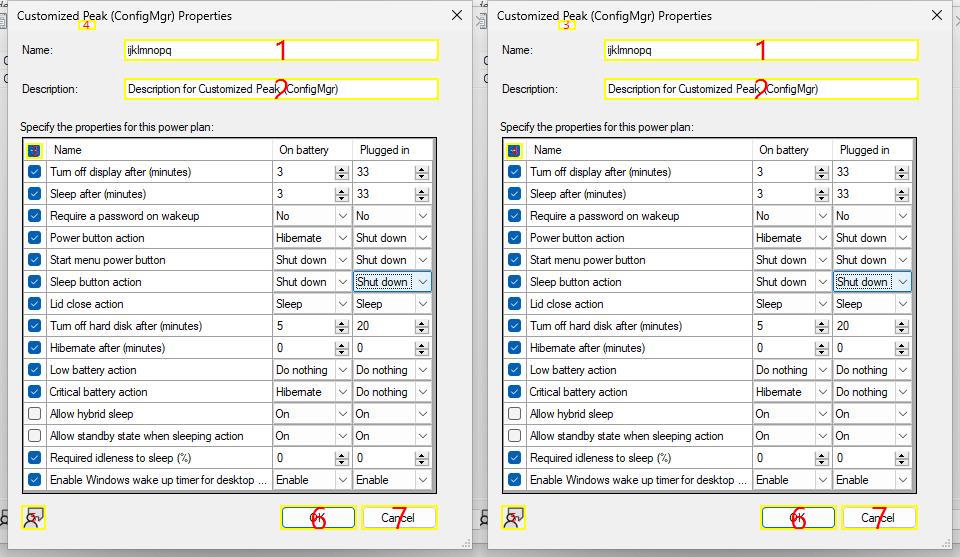 Customized Peak (ConfigMgr) Properties
4
Name:
ijklmnopq
1
Description:
Description for Customized Peak (ConfigMgr)
2
Specify the properties for this power plan:
Name On battery Plugged in
Turn off display after (minutes) 3 33
Sleep after (minutes) 3 33
Require a password on wakeup No No
Power button action Hibernate Shut down
Start menu power button Shut down Shut down
Sleep button action Shut down Shut down
Lid close action Sleep Sleep
Turn off hard disk after (minutes) 5 20
Hibernate after (minutes) 0 0
Low battery action Do nothing Do nothing
Critical battery action Hibernate Do nothing
Allow hybrid sleep On On
Allow standby state when sleeping action On On
Required idleness to sleep (%) 0 0
Enable Windows wake up timer for desktop ... Enable Enable
OK 6 Cancel 7
Customized Peak (ConfigMgr) Properties
3
Name:
ijklmnopq
1
Description:
Description for Customized Peak (ConfigMgr)
2
Specify the properties for this power plan:
Name On battery Plugged in
Turn off display after (minutes) 3 33
Sleep after (minutes) 3 33
Require a password on wakeup No No
Power button action Hibernate Shut down
Start menu power button Shut down Shut down
Sleep button action Shut down Shut down
Lid close action Sleep Sleep
Turn off hard disk after (minutes) 5 20
Hibernate after (minutes) 0 0
Low battery action Do nothing Do nothing
Critical battery action Hibernate Do nothing
Allow hybrid sleep On On
Allow standby state when sleeping action On On
Required idleness to sleep (%) 0 0
Enable Windows wake up timer for desktop ... Enable Enable
OK 6 Cancel 7